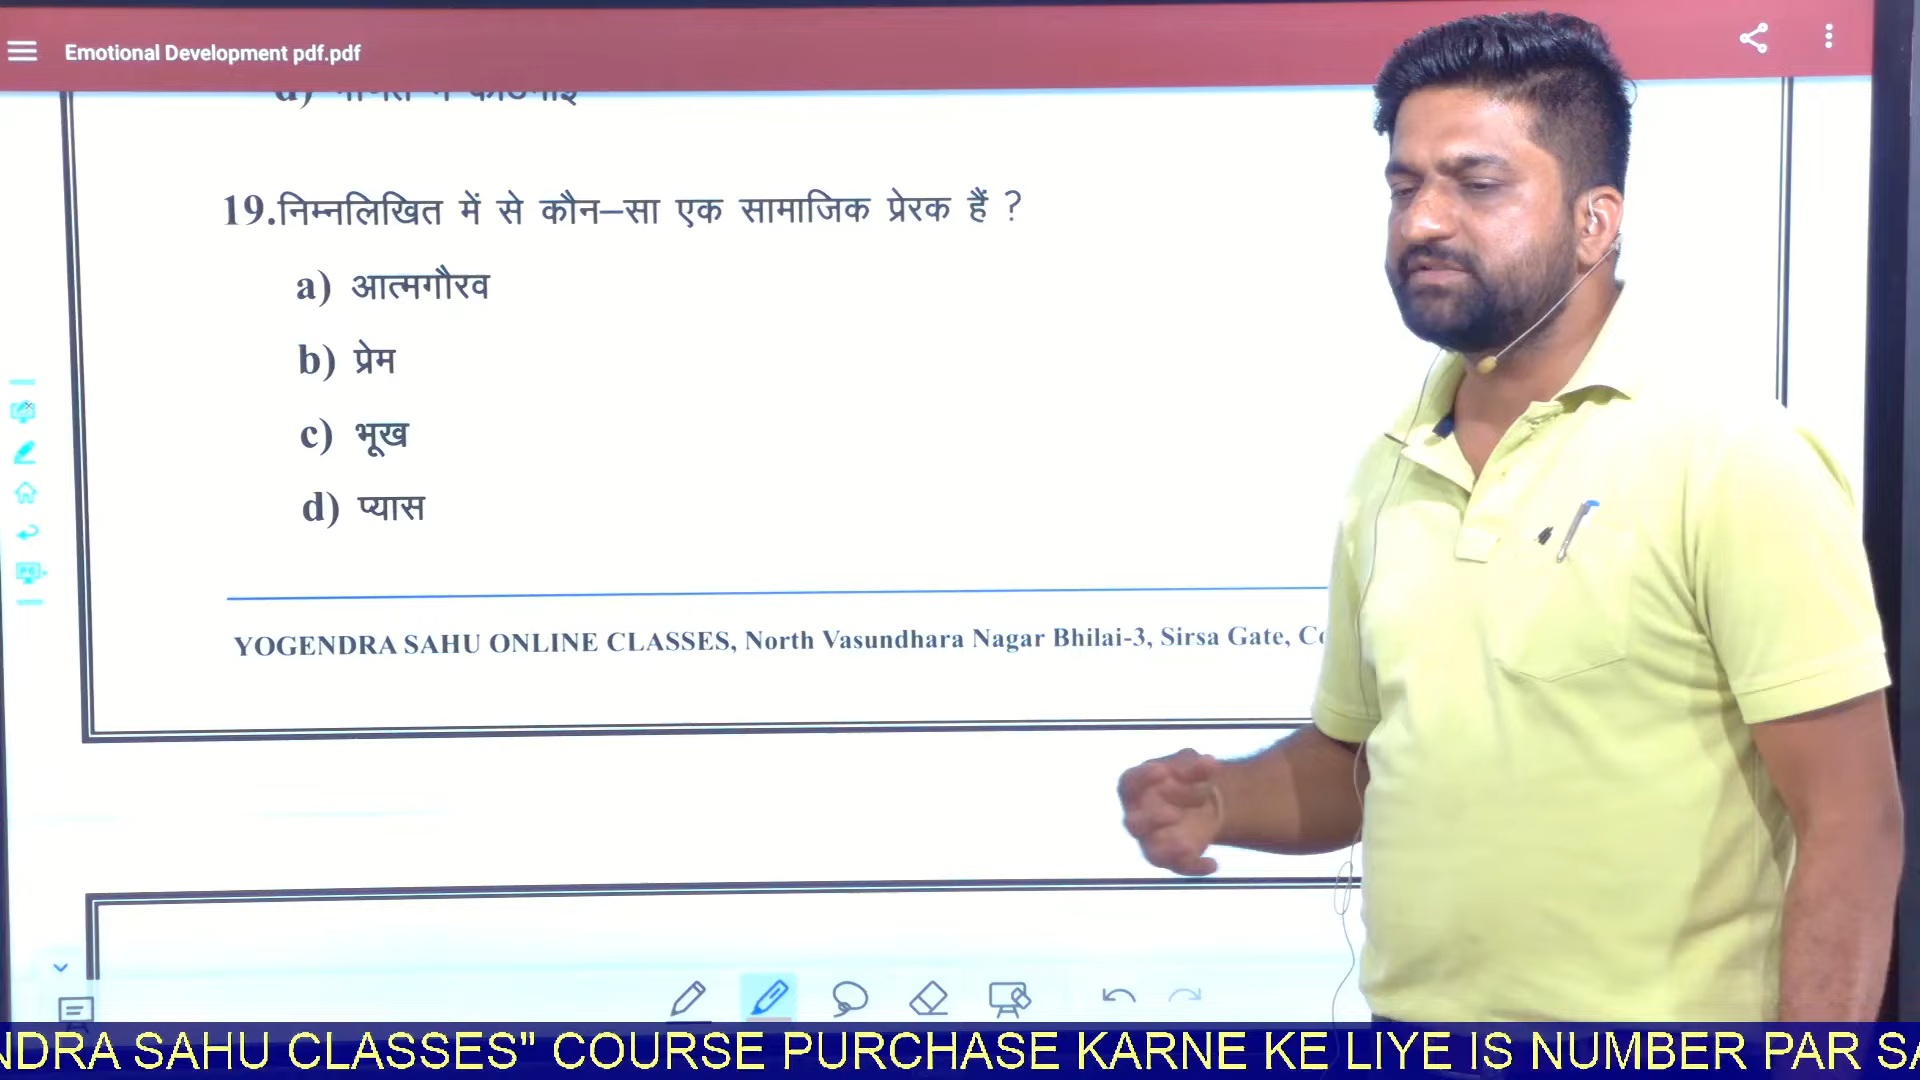 Emotional Development pdf.pdf
19.निम्नलिखित में से कौन–सा एक सामाजिक प्रेरक हैं ?
a) आत्मगौरव
b) प्रेम
c) भूख
d) प्यास
YOGENDRA SAHU ONLINE CLASSES, North Vasundhara Nagar Bhilai-3, Sirsa Gate,
NDRA SAHU CLASSES" COURSE PURCHASE KARNE KE LIYE IS NUMBER PAR